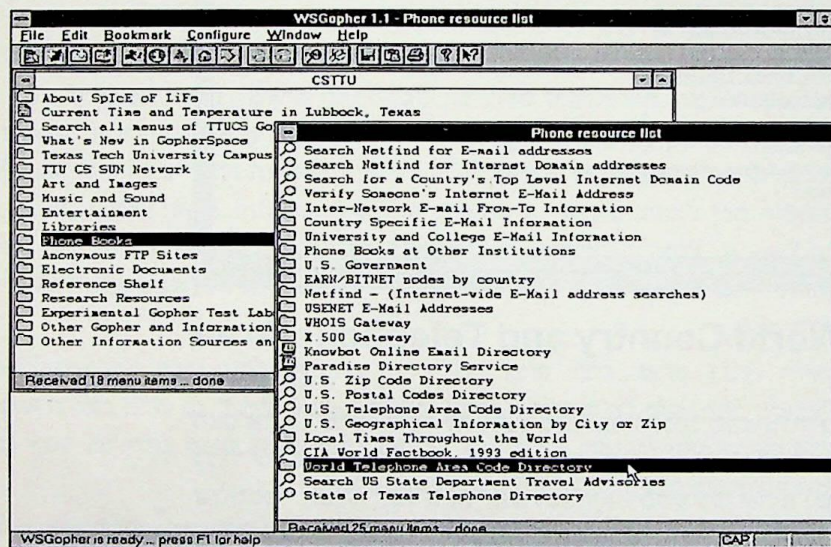 WSGopher 1.1 - Phone resource list
File Edit Bookmark Configure Window Help
CSTTU
About SpIcE oF LiFe
Current Time and Temperature in Lubbock, Texas
Search all menus of TTUCS Go
What's New in GopherSpace
Texas Tech University Campus
TTU CS SUN Network
Art and Images
Music and Sound
Entertainment
Libraries
Phone Books
Anonymous FTP Sites
Electronic Documents
Reference Shelf
Research Resources
Experimental Gopher Test Lab
Other Gopher and Information
Other Information Sources an
Received 18 menu items ... done
Phone resource list
Search Netfind for E-mail addresses
Search Netfind for Internet Domain addresses
Search for a Country's Top Level Internet Domain Code
Verify Someone's Internet E-Mail Address
Inter-Network E-mail From-To Information
Country Specific E-Mail Information
University and College E-Mail Information
Phone Books at Other Institutions
U.S. Government
EARN/BITNET nodes by country
Netfind - (Internet-wide E-Mail address searches)
USENET E-Mail Addresses
WHOIS Gateway
X.500 Gateway
Knowbot Online Email Directory
Paradise Directory Service
U.S. Zip Code Directory
U.S. Postal Codes Directory
U.S. Telephone Area Code Directory
U.S. Geographical Information by City or Zip
Local Times Throughout the World
CIA World Factbook, 1993 edition
World Telephone Area Code Directory
Search US State Department Travel Advisories
State of Texas Telephone Directory
Received 25 menu items ... done
WSGopher is ready ... press F1 for help
CAP